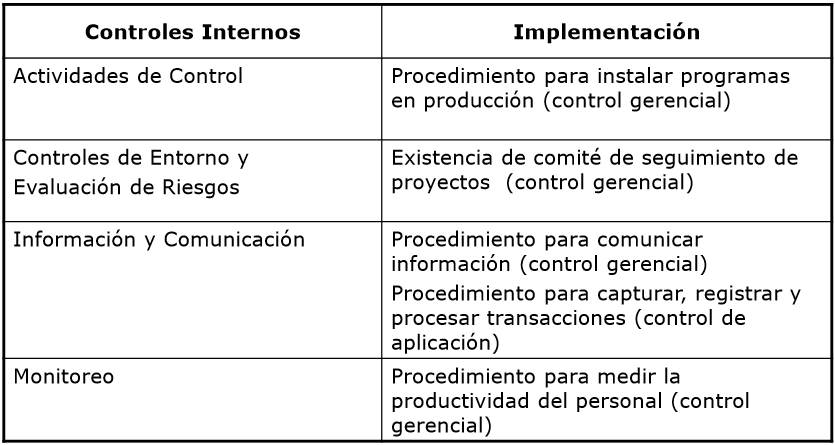 Controles Internos
Implementación
Actividades de Control
Procedimiento para instalar programas
en producción (control gerencial)
Controles de Entorno y
Evaluación de Riesgos
Existencia de comité de seguimiento de
proyectos (control gerencial)
Información y Comunicación
Procedimiento para comunicar
información (control gerencial)
Procedimiento para capturar, registrar y
procesar transacciones (control de
aplicación)
Monitoreo
Procedimiento para medir la
productividad del personal (control
gerencial)